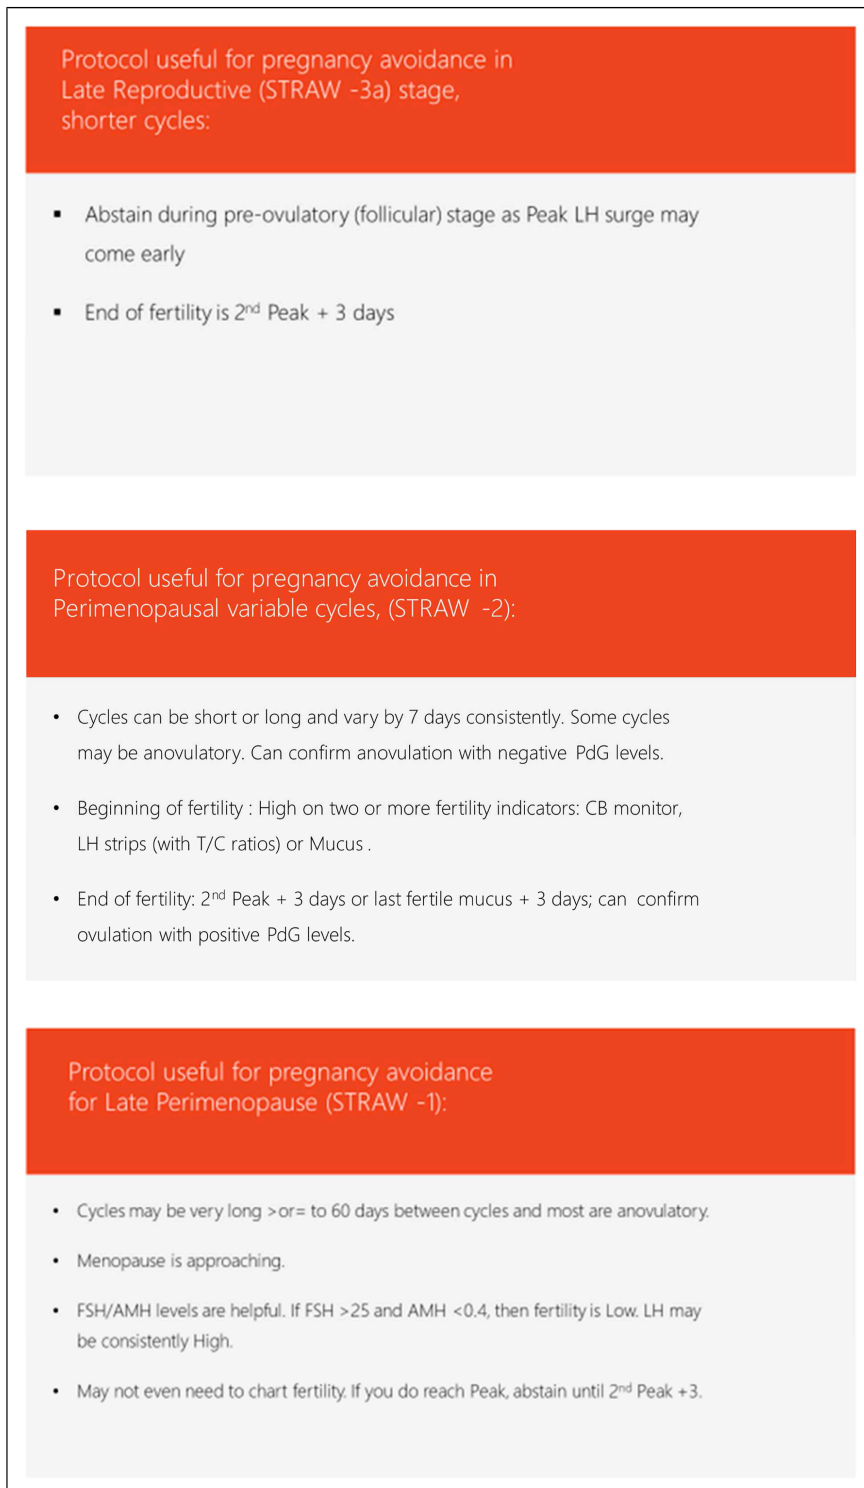 Protocol useful for pregnancy avoidance in
Late Reproductive (STRAW -3a) stage,
shorter cycles:
▪ Abstain during pre-ovulatory (follicular) stage as Peak LH surge may
come early
▪ End of fertility is 2nd Peak + 3 days
Protocol useful for pregnancy avoidance in
Perimenopausal variable cycles, (STRAW -2):
• Cycles can be short or long and vary by 7 days consistently. Some cycles
may be anovulatory. Can confirm anovulation with negative PdG levels.
• Beginning of fertility : High on two or more fertility indicators: CB monitor,
LH strips (with T/C ratios) or Mucus .
• End of fertility: 2nd Peak + 3 days or last fertile mucus + 3 days; can confirm
ovulation with positive PdG levels.
Protocol useful for pregnancy avoidance
for Late Perimenopause (STRAW -1):
• Cycles may be very long >or= to 60 days between cycles and most are anovulatory.
• Menopause is approaching.
• FSH/AMH levels are helpful. If FSH >25 and AMH <0.4, then fertility is Low. LH may
be consistently High.
• May not even need to chart fertility. If you do reach Peak, abstain until 2nd Peak +3.